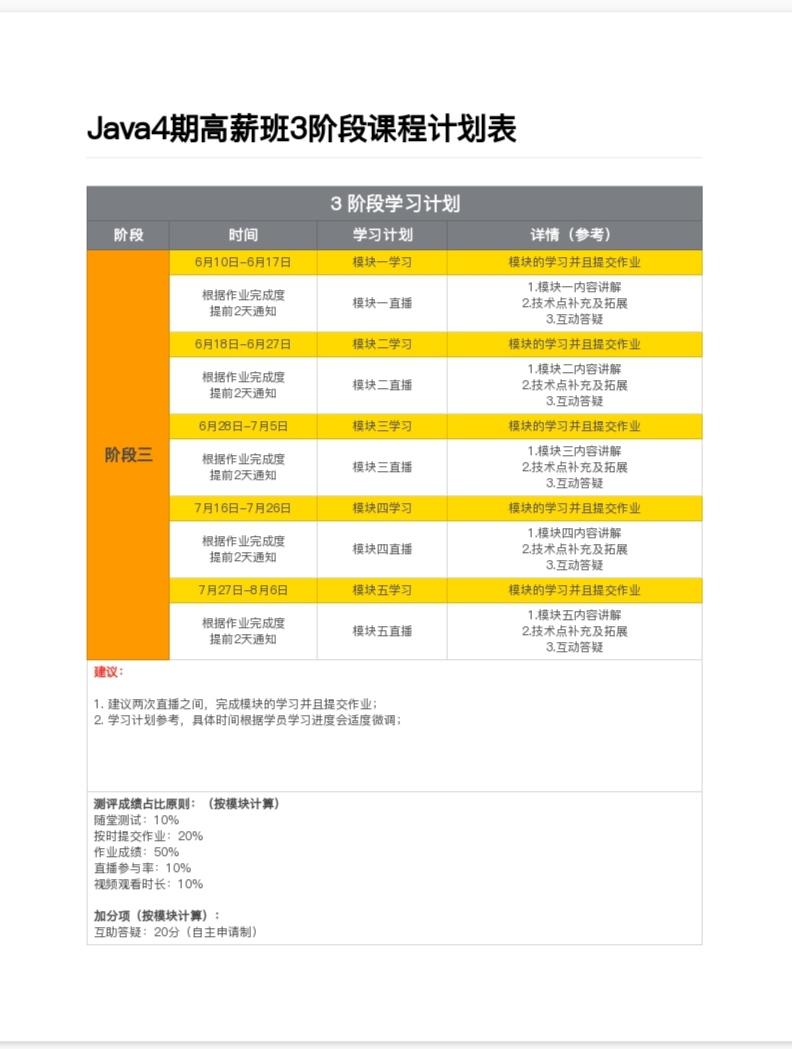 Java4期高薪班3阶段课程计划表
3 阶段学习计划
阶段 时间 学习计划 详情（参考）
阶段三
6月10日-6月17日 模块一学习 模块的学习并且提交作业
根据作业完成度
提前2天通知
模块一直播
1.模块一内容讲解
2.技术点补充及拓展
3.互动答疑
6月18日-6月27日 模块二学习 模块的学习并且提交作业
根据作业完成度
提前2天通知
模块二直播
1.模块二内容讲解
2.技术点补充及拓展
3.互动答疑
6月28日-7月5日 模块三学习 模块的学习并且提交作业
根据作业完成度
提前2天通知
模块三直播
1.模块三内容讲解
2.技术点补充及拓展
3.互动答疑
7月16日-7月26日 模块四学习 模块的学习并且提交作业
根据作业完成度
提前2天通知
模块四直播
1.模块四内容讲解
2.技术点补充及拓展
3.互动答疑
7月27日-8月6日 模块五学习 模块的学习并且提交作业
根据作业完成度
提前2天通知
模块五直播
1.模块五内容讲解
2.技术点补充及拓展
3.互动答疑
建议：
1. 建议两次直播之间，完成模块的学习并且提交作业；
2. 学习计划参考，具体时间根据学员学习进度会适度微调；
测评成绩占比原则：（按模块计算）
随堂测试：10%
按时提交作业：20%
作业成绩：50%
直播参与率：10%
视频观看时长：10%
加分项（按模块计算）：
互助答疑：20分（自主申请制）